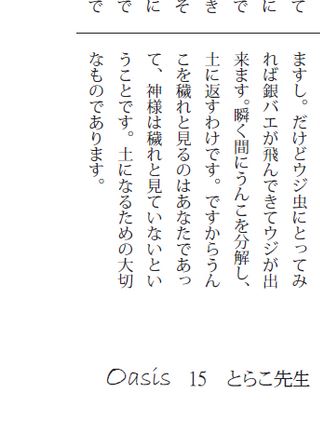 て
に
で
き
そ
に
で
で
ますし。だけどウジ虫にとってみ
れば銀バエが飛んできてウジが出
来ます。瞬く間にうんこを分解し、
土に返すわけです。ですからうん
こを穢れと見るのはあなたであっ
て、神様は穢れと見ていないとい
うことです。土になるための大切
なものであります。
Oasis 15 とらこ先生